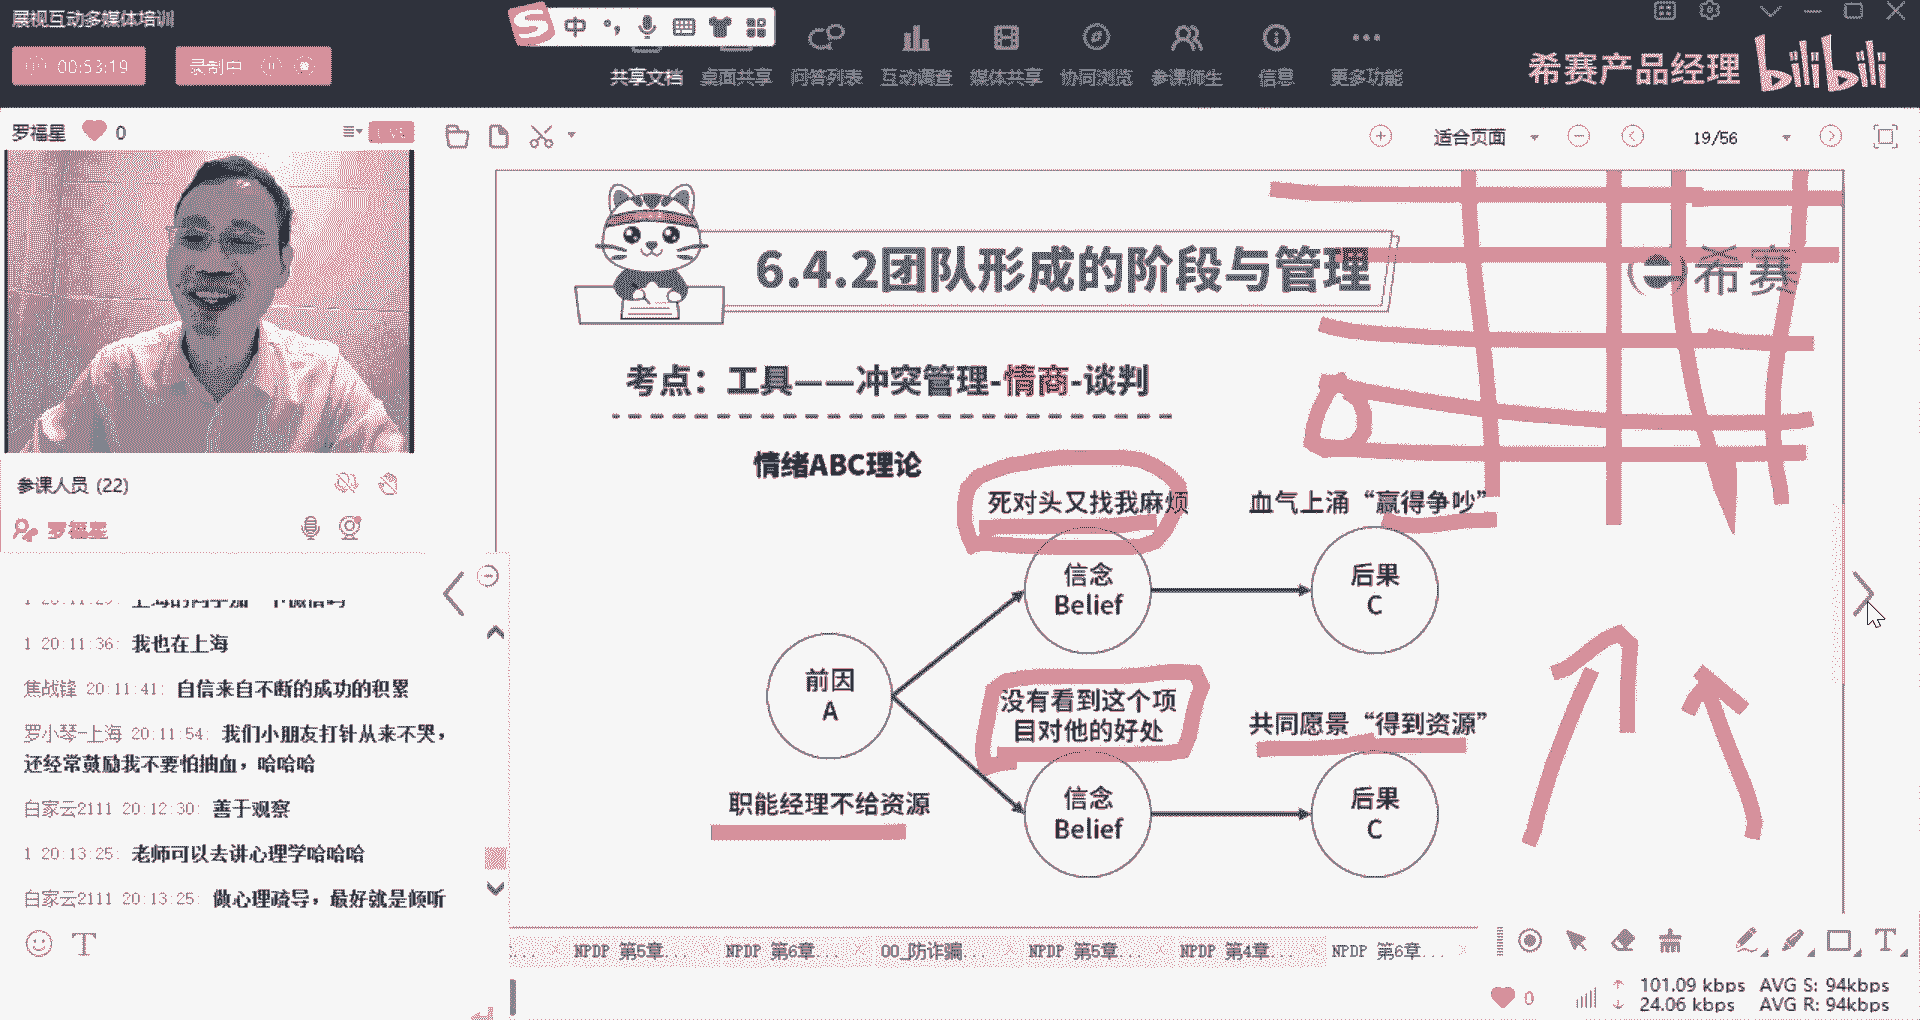 展视互动多媒体培训
00:53:19
录制中
中
共享文档 桌面共享 问答列表 互动调查 媒体共享 协同浏览 参课师生 信息 更多功能
希赛产品经理 bilibili
罗福星 0
LIVE
适合页面
19/56
6.4.2团队形成的阶段与管理
希赛
考点：工具——冲突管理-情商-谈判
情绪ABC理论
死对头又找我麻烦
血气上涌“赢得争吵”
信念
Belief
后果
C
前因
A
没有看到这个项
目对他的好处
共同愿景“得到资源”
职能经理不给资源
信念
Belief
后果
C
参课人员 (22)
罗福星
1 20:11:36: 我也在上海
焦战锋 20:11:41: 自信来自不断的成功的积累
罗小琴-上海 20:11:54: 我们小朋友打针从来不哭，
还经常鼓励我不要怕抽血，哈哈哈
白家云2111 20:12:30: 善于观察
1 20:13:25: 老师可以去讲心理学哈哈哈
白家云2111 20:13:25: 做心理疏导，最好就是倾听
NPDP 第5章... NPDP 第6章... 00_防诈骗... NPDP 第5章... NPDP 第4章... NPDP 第6章...
0
101.09 kbps AVG S: 94kbps
24.06 kbps AVG R: 94kbps